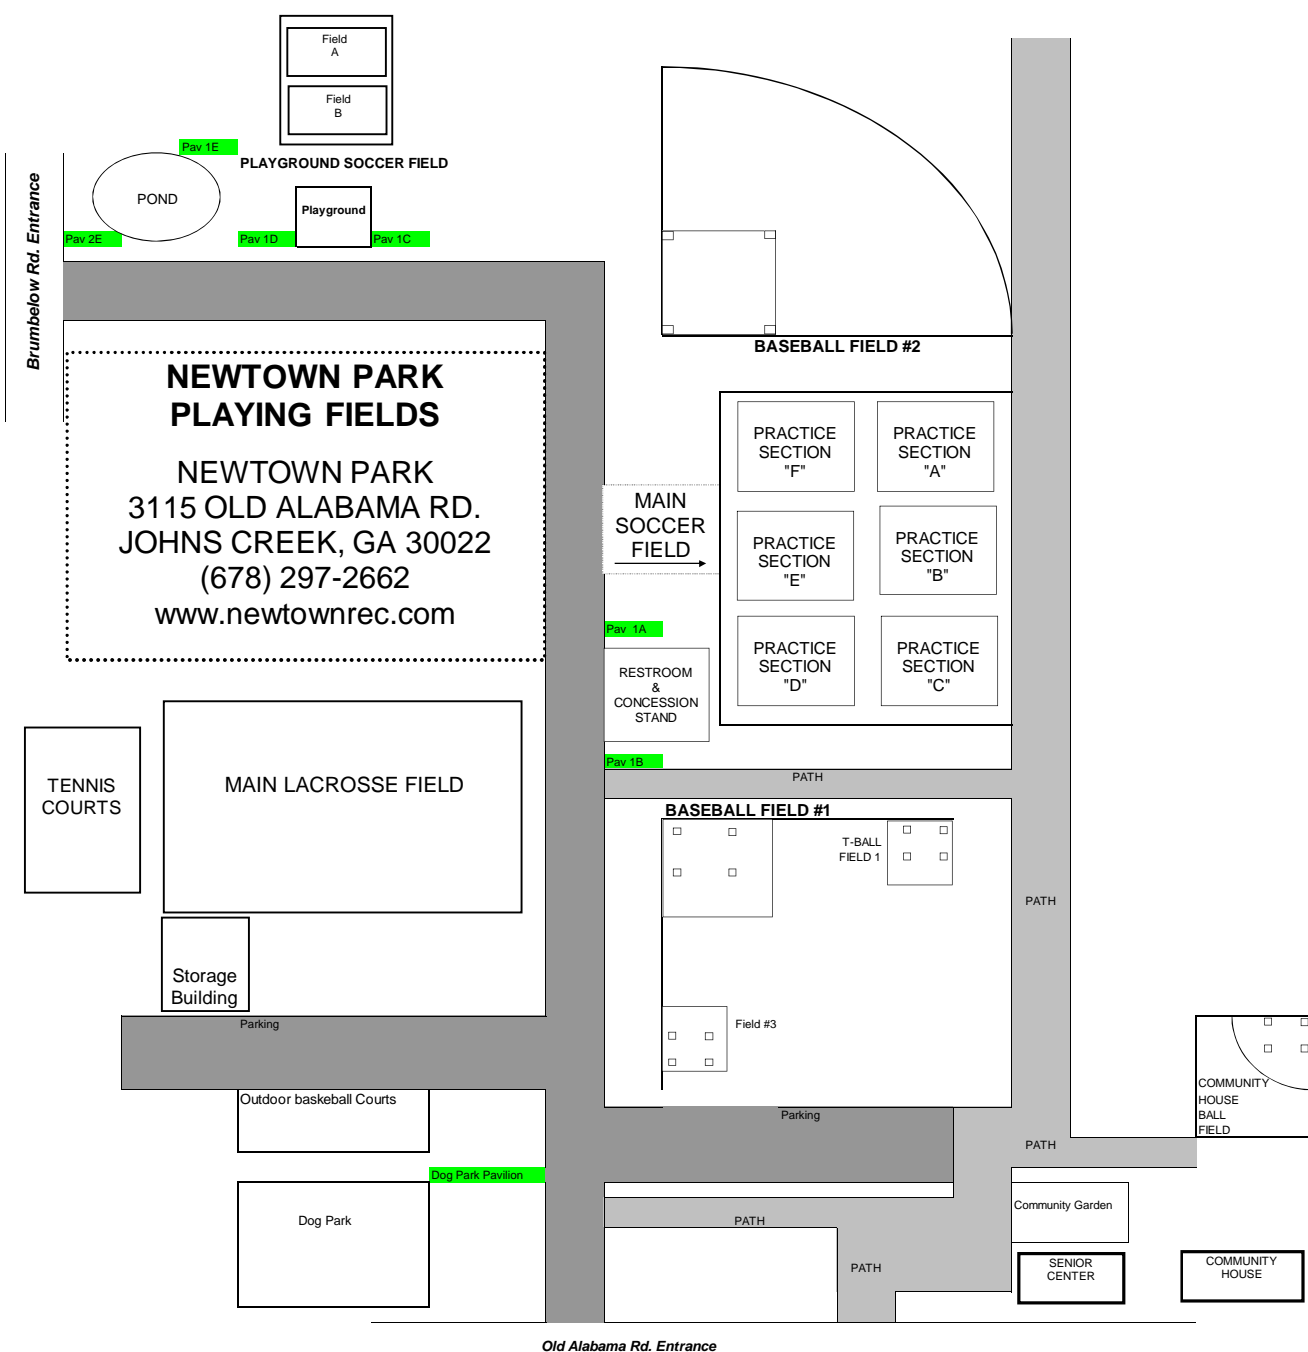 Field
A
Field
B
Pav 1E
PLAYGROUND SOCCER FIELD
POND
Playground
Pav 2E
Pav 1D
Pav 1C
Brumbelow Rd. Entrance
BASEBALL FIELD #2
NEWTOWN PARK
PLAYING FIELDS
NEWTOWN PARK
3115 OLD ALABAMA RD.
JOHNS CREEK, GA 30022
(678) 297-2662
www.newtownrec.com
MAIN
SOCCER
FIELD
PRACTICE
SECTION
"F"
PRACTICE
SECTION
"A"
PRACTICE
SECTION
"E"
PRACTICE
SECTION
"B"
PRACTICE
SECTION
"D"
PRACTICE
SECTION
"C"
Pav 1A
RESTROOM
&
CONCESSION
STAND
Pav 1B
PATH
TENNIS
COURTS
MAIN LACROSSE FIELD
BASEBALL FIELD #1
T-BALL
FIELD 1
PATH
Storage
Building
Parking
Field #3
Outdoor baskeball Courts
COMMUNITY
HOUSE
BALL
FIELD
Parking
PATH
Dog Park Pavilion
Dog Park
PATH
PATH
Community Garden
SENIOR
CENTER
COMMUNITY
HOUSE
Old Alabama Rd. Entrance